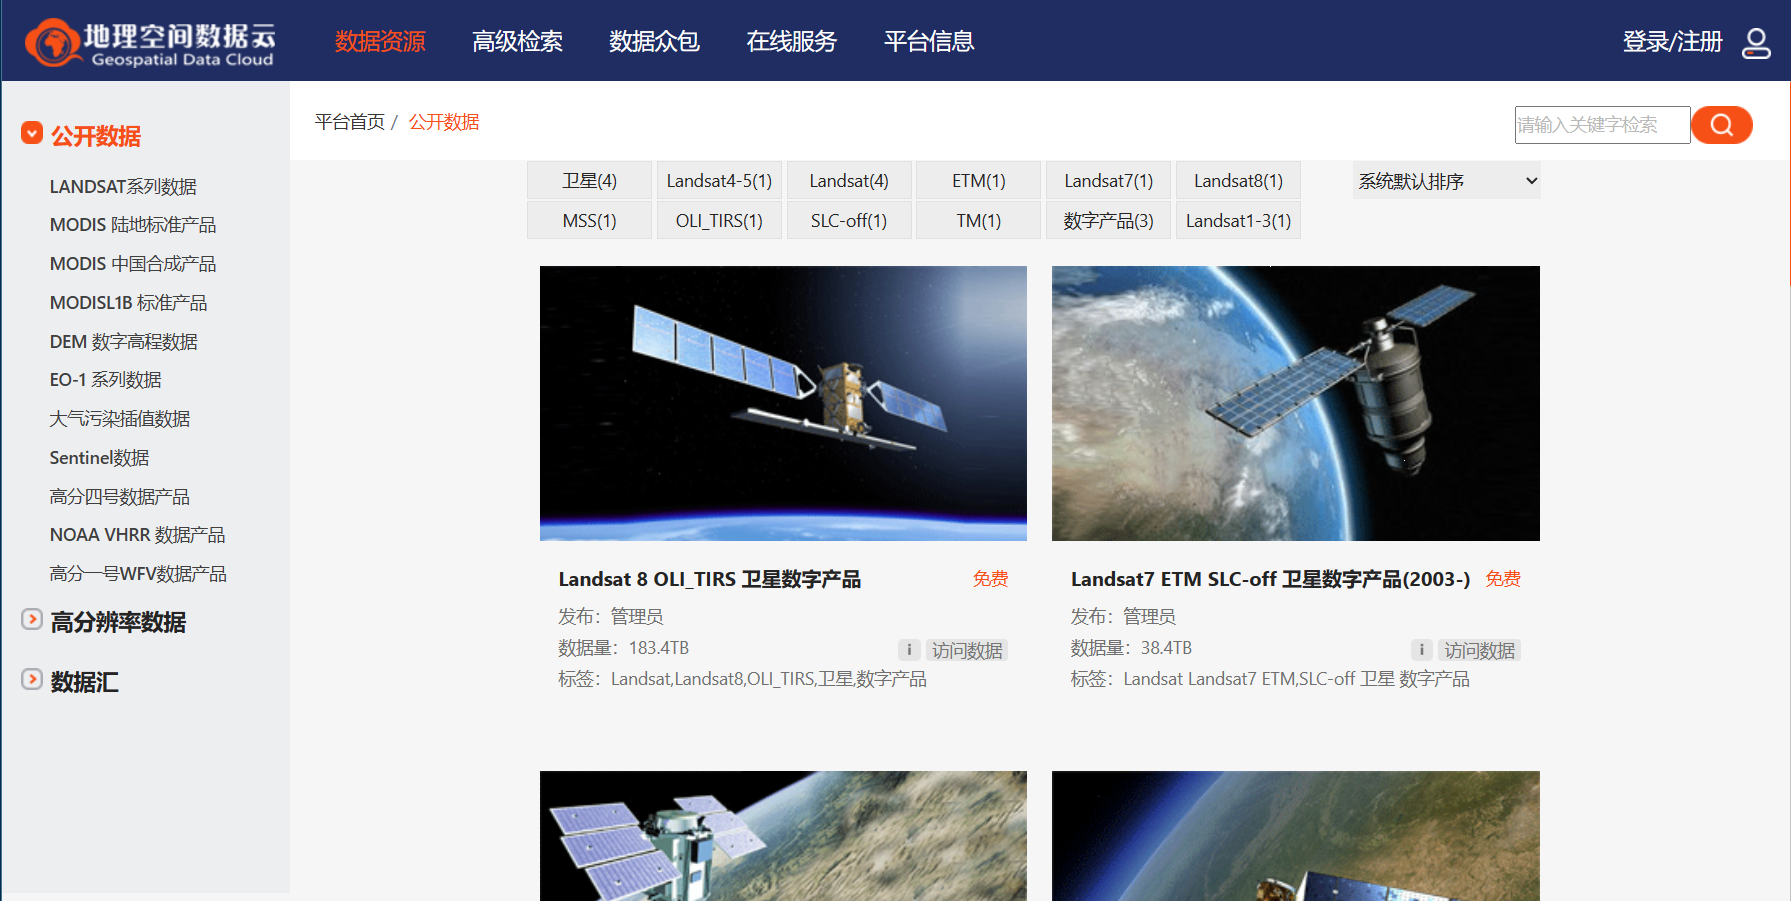 地理空间数据云
Geospatial Data Cloud
数据资源 高级检索 数据众包 在线服务 平台信息 登录/注册
公开数据
LANDSAT系列数据
MODIS 陆地标准产品
MODIS 中国合成产品
MODISL1B 标准产品
DEM 数字高程数据
EO-1 系列数据
大气污染插值数据
Sentinel数据
高分四号数据产品
NOAA VHRR 数据产品
高分一号WFV数据产品
高分辨率数据
数据汇
平台首页 / 公开数据
请输入关键字检索
卫星(4) Landsat4-5(1) Landsat(4) ETM(1) Landsat7(1) Landsat8(1) 系统默认排序
MSS(1) OLI_TIRS(1) SLC-off(1) TM(1) 数字产品(3) Landsat1-3(1)
Landsat 8 OLI_TIRS 卫星数字产品 免费
发布：管理员
数据量：183.4TB i 访问数据
标签：Landsat,Landsat8,OLI_TIRS,卫星,数字产品
Landsat7 ETM SLC-off 卫星数字产品(2003-) 免费
发布：管理员
数据量：38.4TB i 访问数据
标签：Landsat Landsat7 ETM,SLC-off 卫星 数字产品